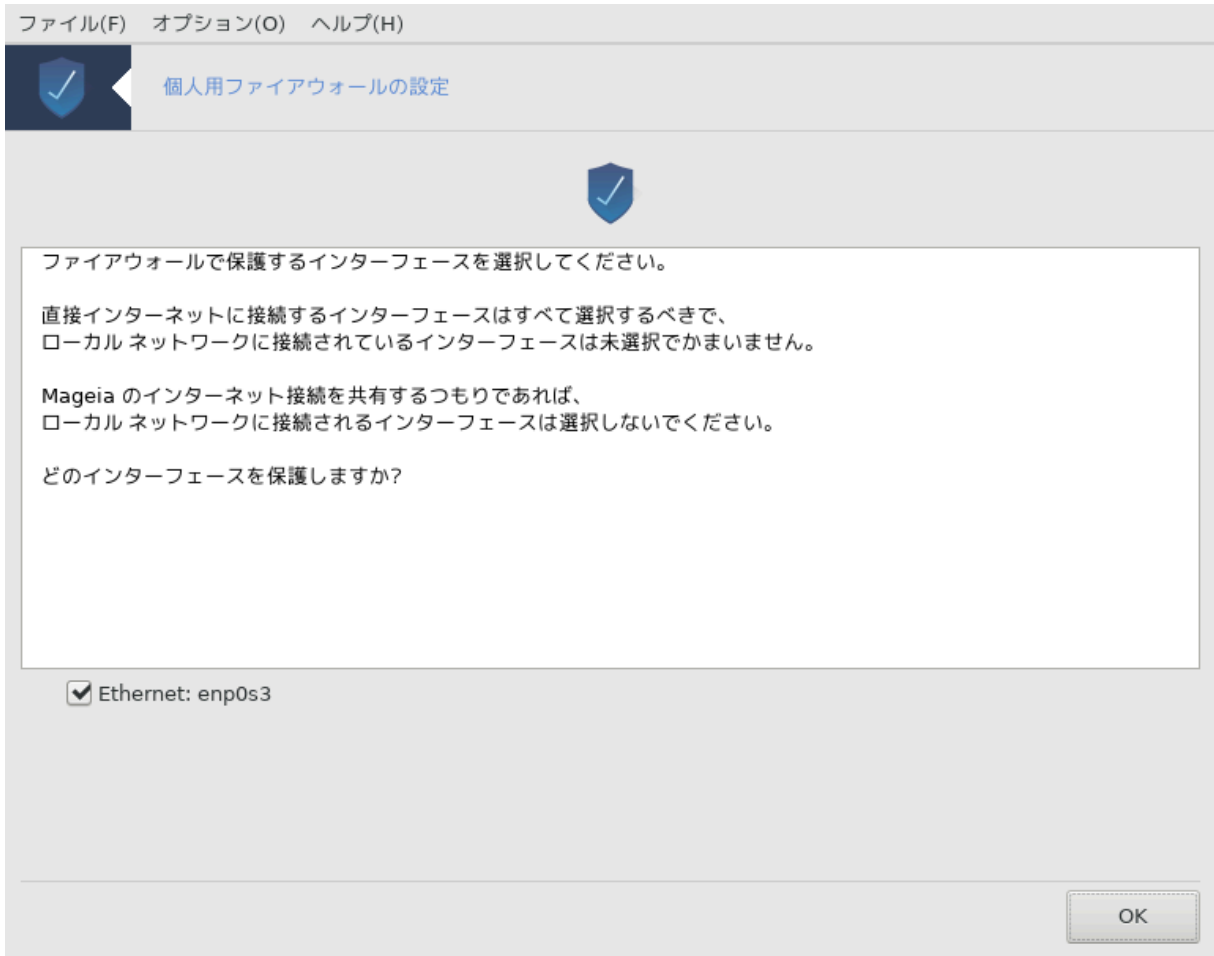 ファイル(F) オプション(O) ヘルプ(H)
個人用ファイアウォールの設定
ファイアウォールで保護するインターフェースを選択してください。
直接インターネットに接続するインターフェースはすべて選択するべきで、
ローカル ネットワークに接続されているインターフェースは未選択でかまいません。
Mageia のインターネット接続を共有するつもりであれば、
ローカル ネットワークに接続されるインターフェースは選択しないでください。
どのインターフェースを保護しますか?
Ethernet: enp0s3
OK